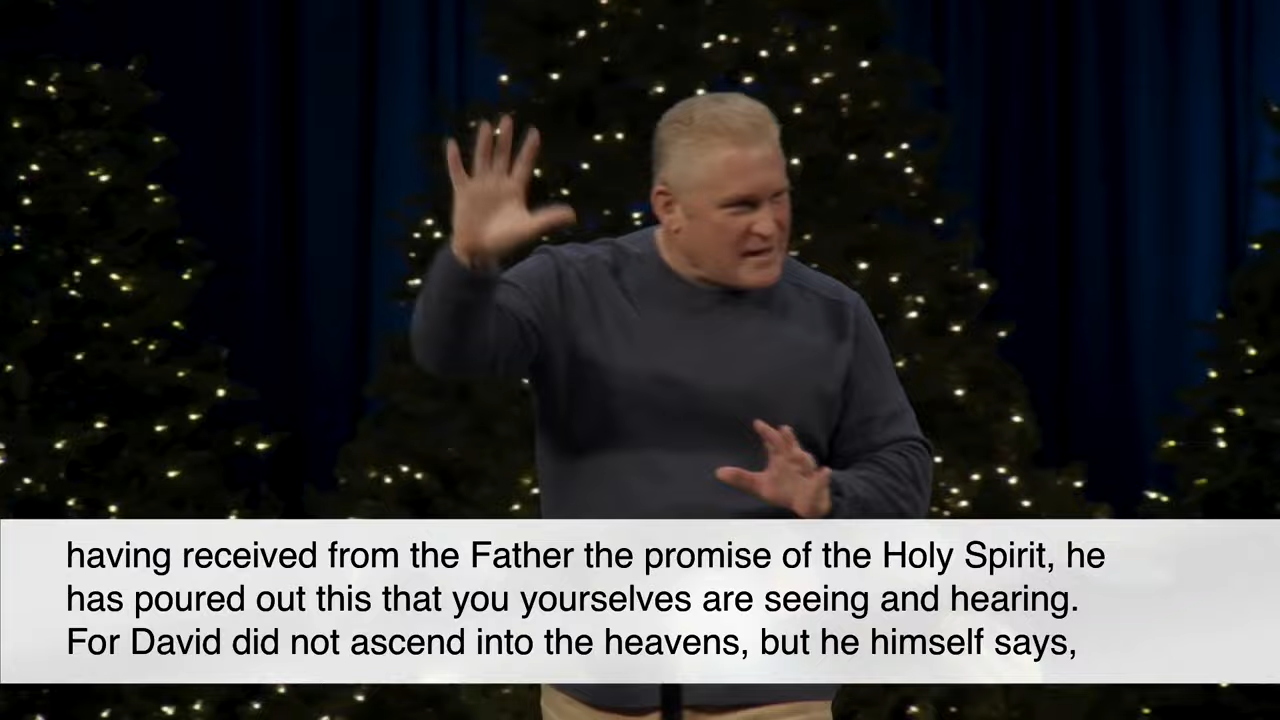 having received from the Father the promise of the Holy Spirit, he
has poured out this that you yourselves are seeing and hearing.
For David did not ascend into the heavens, but he himself says,